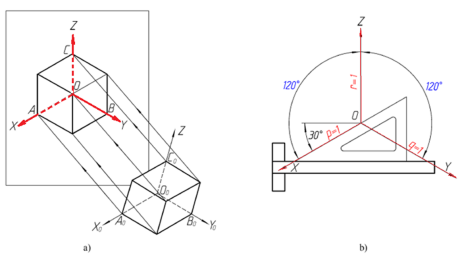 Z
C
O
A
B
X
Y
Z
C₀
O₀
X₀
A₀
B₀
Y₀
a)
Z
r=1
120°
120°
O
30°
p=1
q=1
X
Y
b)